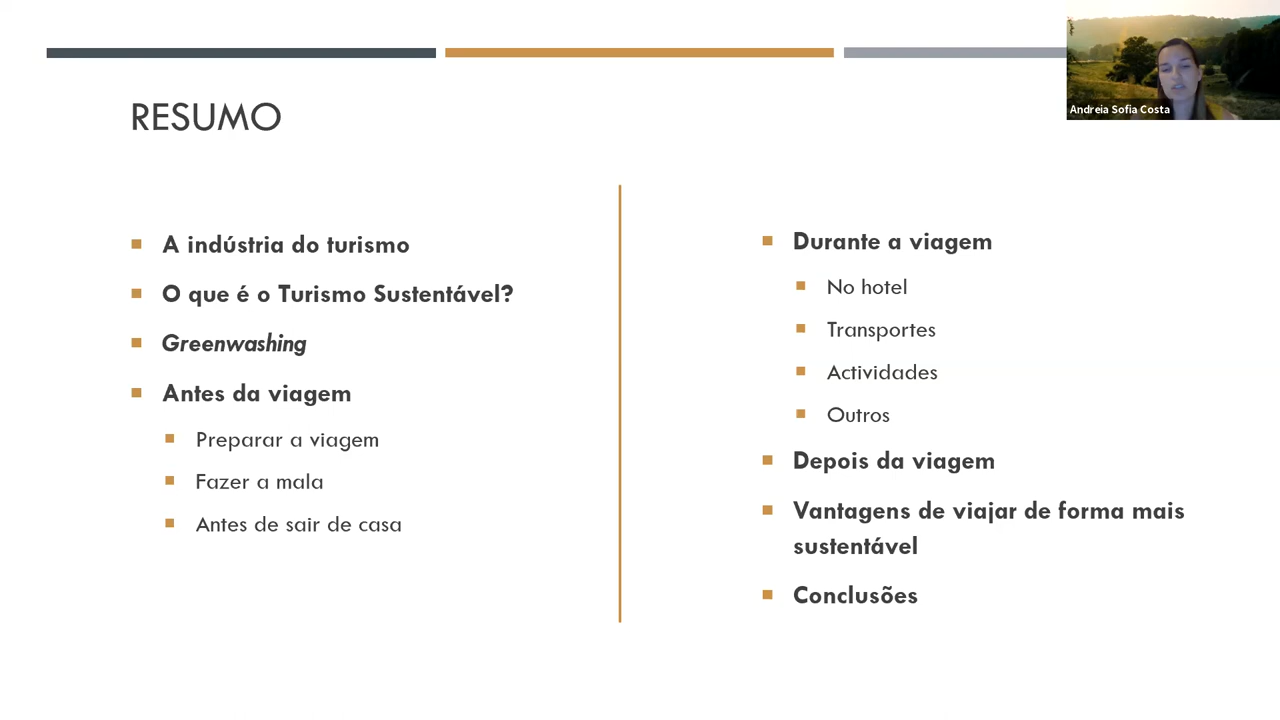 RESUMO
A indústria do turismo
O que é o Turismo Sustentável?
Greenwashing
Antes da viagem
Preparar a viagem
Fazer a mala
Antes de sair de casa
Durante a viagem
No hotel
Transportes
Actividades
Outros
Depois da viagem
Vantagens de viajar de forma mais
sustentável
Conclusões
Andreia Sofia Costa